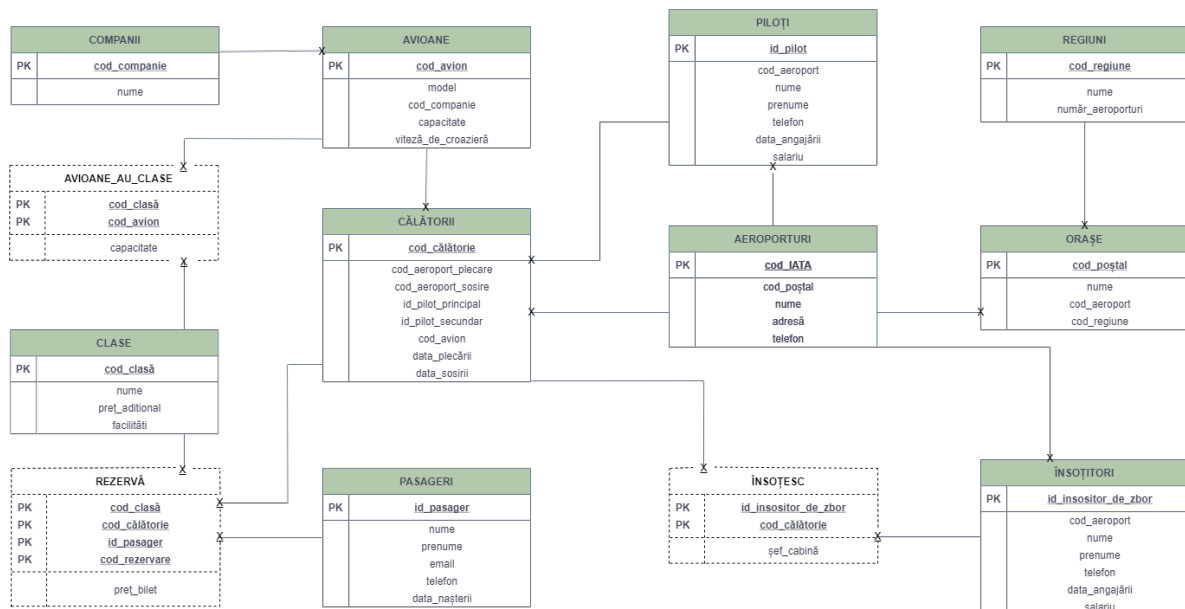 COMPANII
PK cod_companie
nume
AVIOANE
PK cod_avion
model
cod_companie
capacitate
viteză_de_croazieră
PILOȚI
PK id_pilot
cod_aeroport
nume
prenume
telefon
data_angajării
salariu
REGIUNI
PK cod_regiune
nume
număr_aeroporturi
AVIOANE_AU_CLASE
PK cod_clasă
PK cod_avion
capacitate
CĂLĂTORII
PK cod_călătorie
cod_aeroport_plecare
cod_aeroport_sosire
id_pilot_principal
id_pilot_secundar
cod_avion
data_plecării
data_sosirii
AEROPORTURI
PK cod_IATA
cod_poștal
nume
adresă
telefon
ORAȘE
PK cod_poștal
nume
cod_aeroport
cod_regiune
CLASE
PK cod_clasă
nume
preț_aditional
facilități
REZERVĂ
PK cod_clasă
PK cod_călătorie
PK id_pasager
PK cod_rezervare
preț_bilet
PASAGERI
PK id_pasager
nume
prenume
email
telefon
data_nașterii
ÎNSOȚESC
PK id_insositor_de_zbor
PK cod_călătorie
șef_cabină
ÎNSOȚITORI
PK id_insositor_de_zbor
cod_aeroport
nume
prenume
telefon
data_angajării
salariu